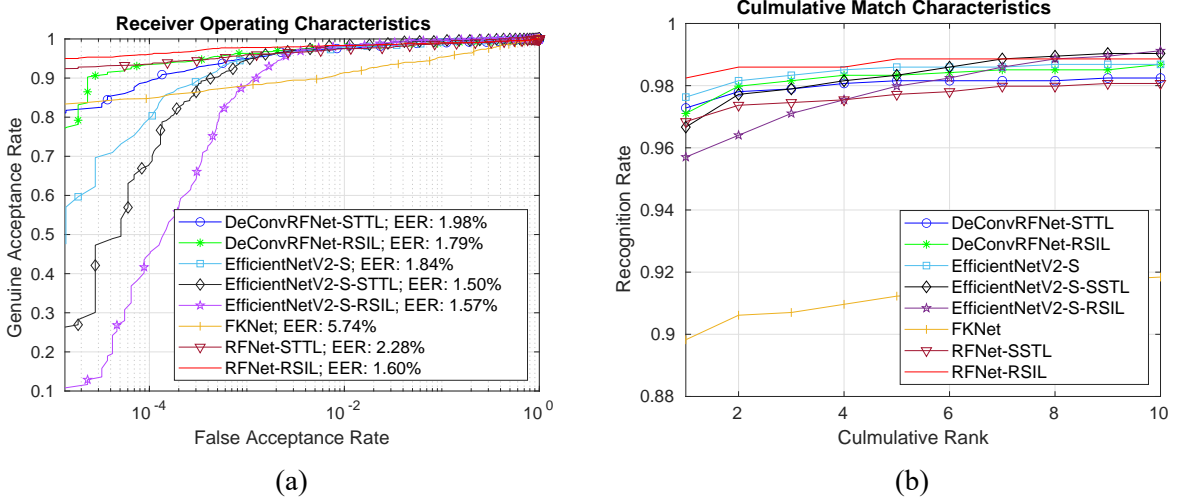 Receiver Operating Characteristics
1
0.9
0.8
0.7
0.6
0.5
0.4
0.3
0.2
0.1
Genuine Acceptance Rate
DeConvRFNet-STTL; EER: 1.98%
DeConvRFNet-RSIL; EER: 1.79%
EfficientNetV2-S; EER: 1.84%
EfficientNetV2-S-STTL; EER: 1.50%
EfficientNetV2-S-RSIL; EER: 1.57%
FKNet; EER: 5.74%
RFNet-STTL; EER: 2.28%
RFNet-RSIL; EER: 1.60%
10^-4 10^-2 10^0
False Acceptance Rate
(a)
Culmulative Match Characteristics
1
0.98
0.96
0.94
0.92
0.9
0.88
Recognition Rate
DeConvRFNet-STTL
DeConvRFNet-RSIL
EfficientNetV2-S
EfficientNetV2-S-SSTL
EfficientNetV2-S-RSIL
FKNet
RFNet-SSTL
RFNet-RSIL
2 4 6 8 10
Culmulative Rank
(b)